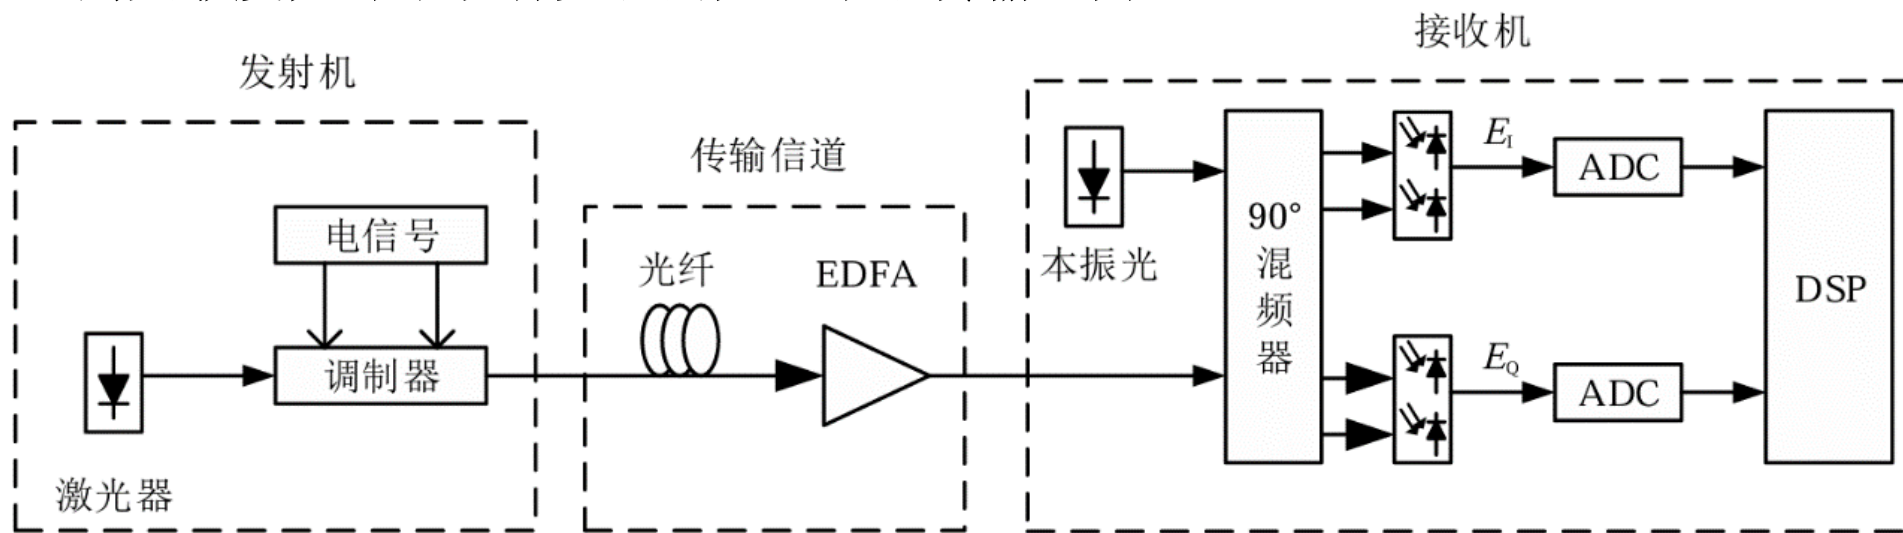 接收机
发射机
传输信道
电信号
调制器
激光器
光纤
EDFA
本振光
90°
混
频
器
E_I
ADC
E_Q
ADC
DSP